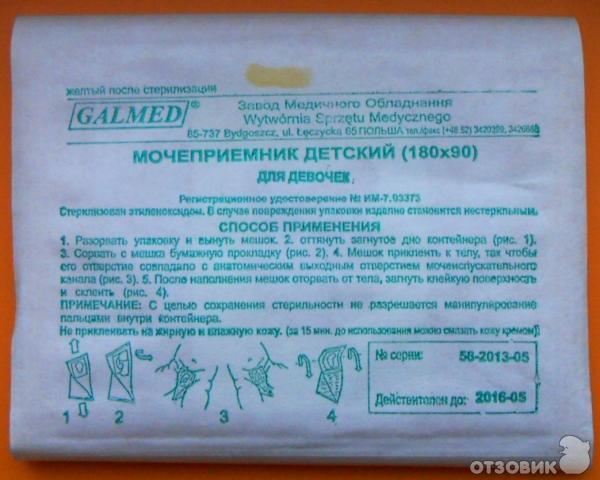 желтый после стерилизации
GALMED®
Завод Медичного Обладнання
Wytwórnia Sprzętu Medycznego
85-737 Bydgoszcz, ul. Łęczycka 65 ПОЛЬША тел./факс (+48 52) 3420399, 3426668
МОЧЕПРИЕМНИК ДЕТСКИЙ (180x90)
ДЛЯ ДЕВОЧЕК
Регистрационное удостоверение № ИМ-7.93373
Стерилизован этиленоксидом. В случае повреждения упаковки изделие становится нестерильным.
СПОСОБ ПРИМЕНЕНИЯ
1. Разорвать упаковку и вынуть мешок. 2. оттянуть загнутое дно контейнера (рис. 1).
3. Сорвать с мешка бумажную прокладку (рис. 2). 4. Мешок приклеить к телу, так чтобы
его отверстие совпадало с анатомическим выходным отверстием мочеиспускательного
канала (рис. 3). 5. После наполнения мешок оторвать от тела, загнуть клейкую поверхность
и склеить (рис. 4).
ПРИМЕЧАНИЕ: С целью сохранения стерильности не разрешается манипулирование
пальцами внутри контейнера.
Не приклеивать на жирную и влажную кожу. (за 15 мин. до использования можно смазать кожу кремом)
№ серии: 58-2013-05
Действителен до: 2016-05
1 2 3 4
ОТЗОВИК